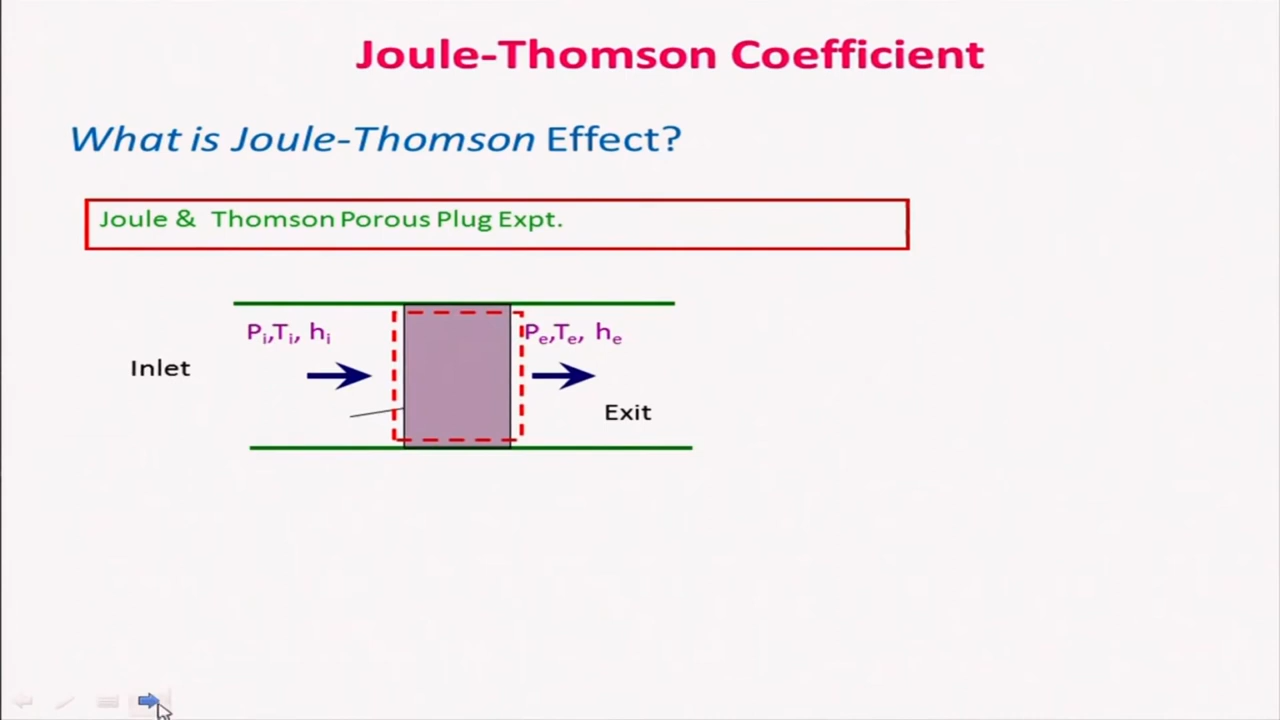 Joule-Thomson Coefficient
What is Joule-Thomson Effect?
Joule & Thomson Porous Plug Expt.
Pi,Ti, hi
Pe,Te, he
Inlet
Exit